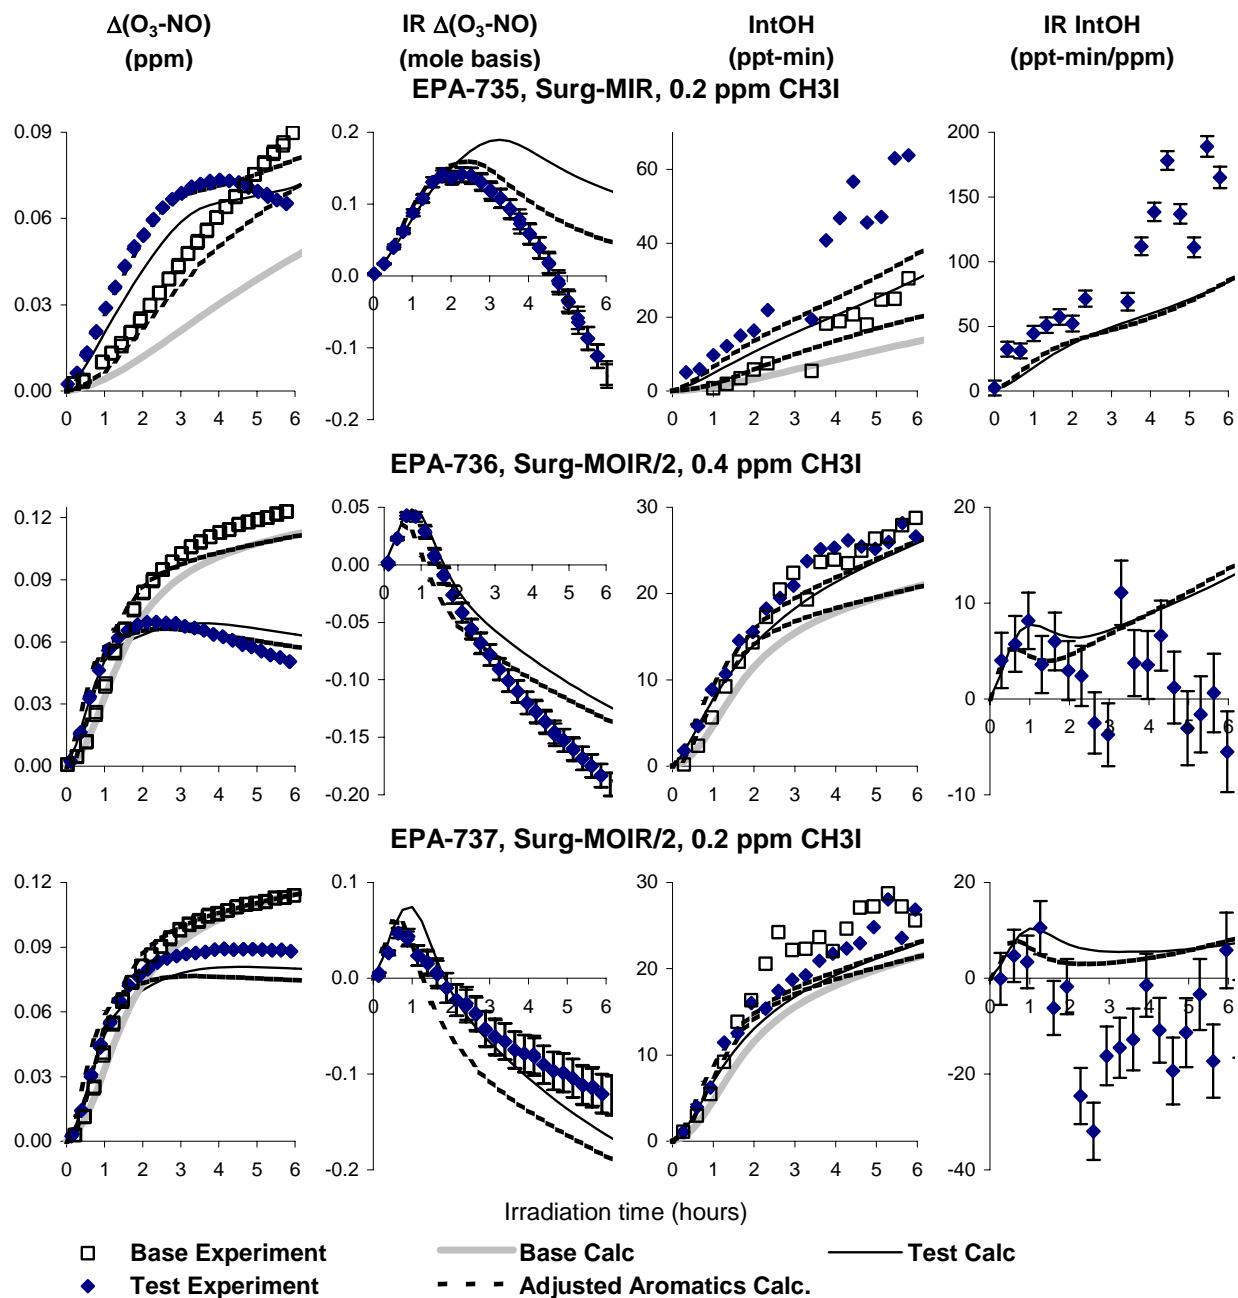 Δ(O3-NO) IR Δ(O3-NO) IntOH IR IntOH
(ppm) (mole basis) (ppt-min) (ppt-min/ppm)
EPA-735, Surg-MIR, 0.2 ppm CH3I
0.09 0.2 60 200
0.06 0.1 40 150
0.03 0.0 20 100
0.00 -0.1 0 50
-0.2 0
0 1 2 3 4 5 6 0 1 2 3 4 5 6 0 1 2 3 4 5 6 0 1 2 3 4 5 6
EPA-736, Surg-MOIR/2, 0.4 ppm CH3I
0.12 0.05 30 20
0.09 0.00 20 10
0.06 -0.05 10 0
0.03 -0.10 0 -10
0.00 -0.15
-0.20
0 1 2 3 4 5 6 0 1 2 3 4 5 6 0 1 2 3 4 5 6 0 1 2 3 4 5 6
EPA-737, Surg-MOIR/2, 0.2 ppm CH3I
0.12 0.1 30 20
0.09 0.0 20 0
0.06 -0.1 10 -20
0.03 -0.2 0 -40
0.00
0 1 2 3 4 5 6 0 1 2 3 4 5 6 0 1 2 3 4 5 6 0 1 2 3 4 5 6
Irradiation time (hours)
Base Experiment Base Calc Test Calc
Test Experiment Adjusted Aromatics Calc.